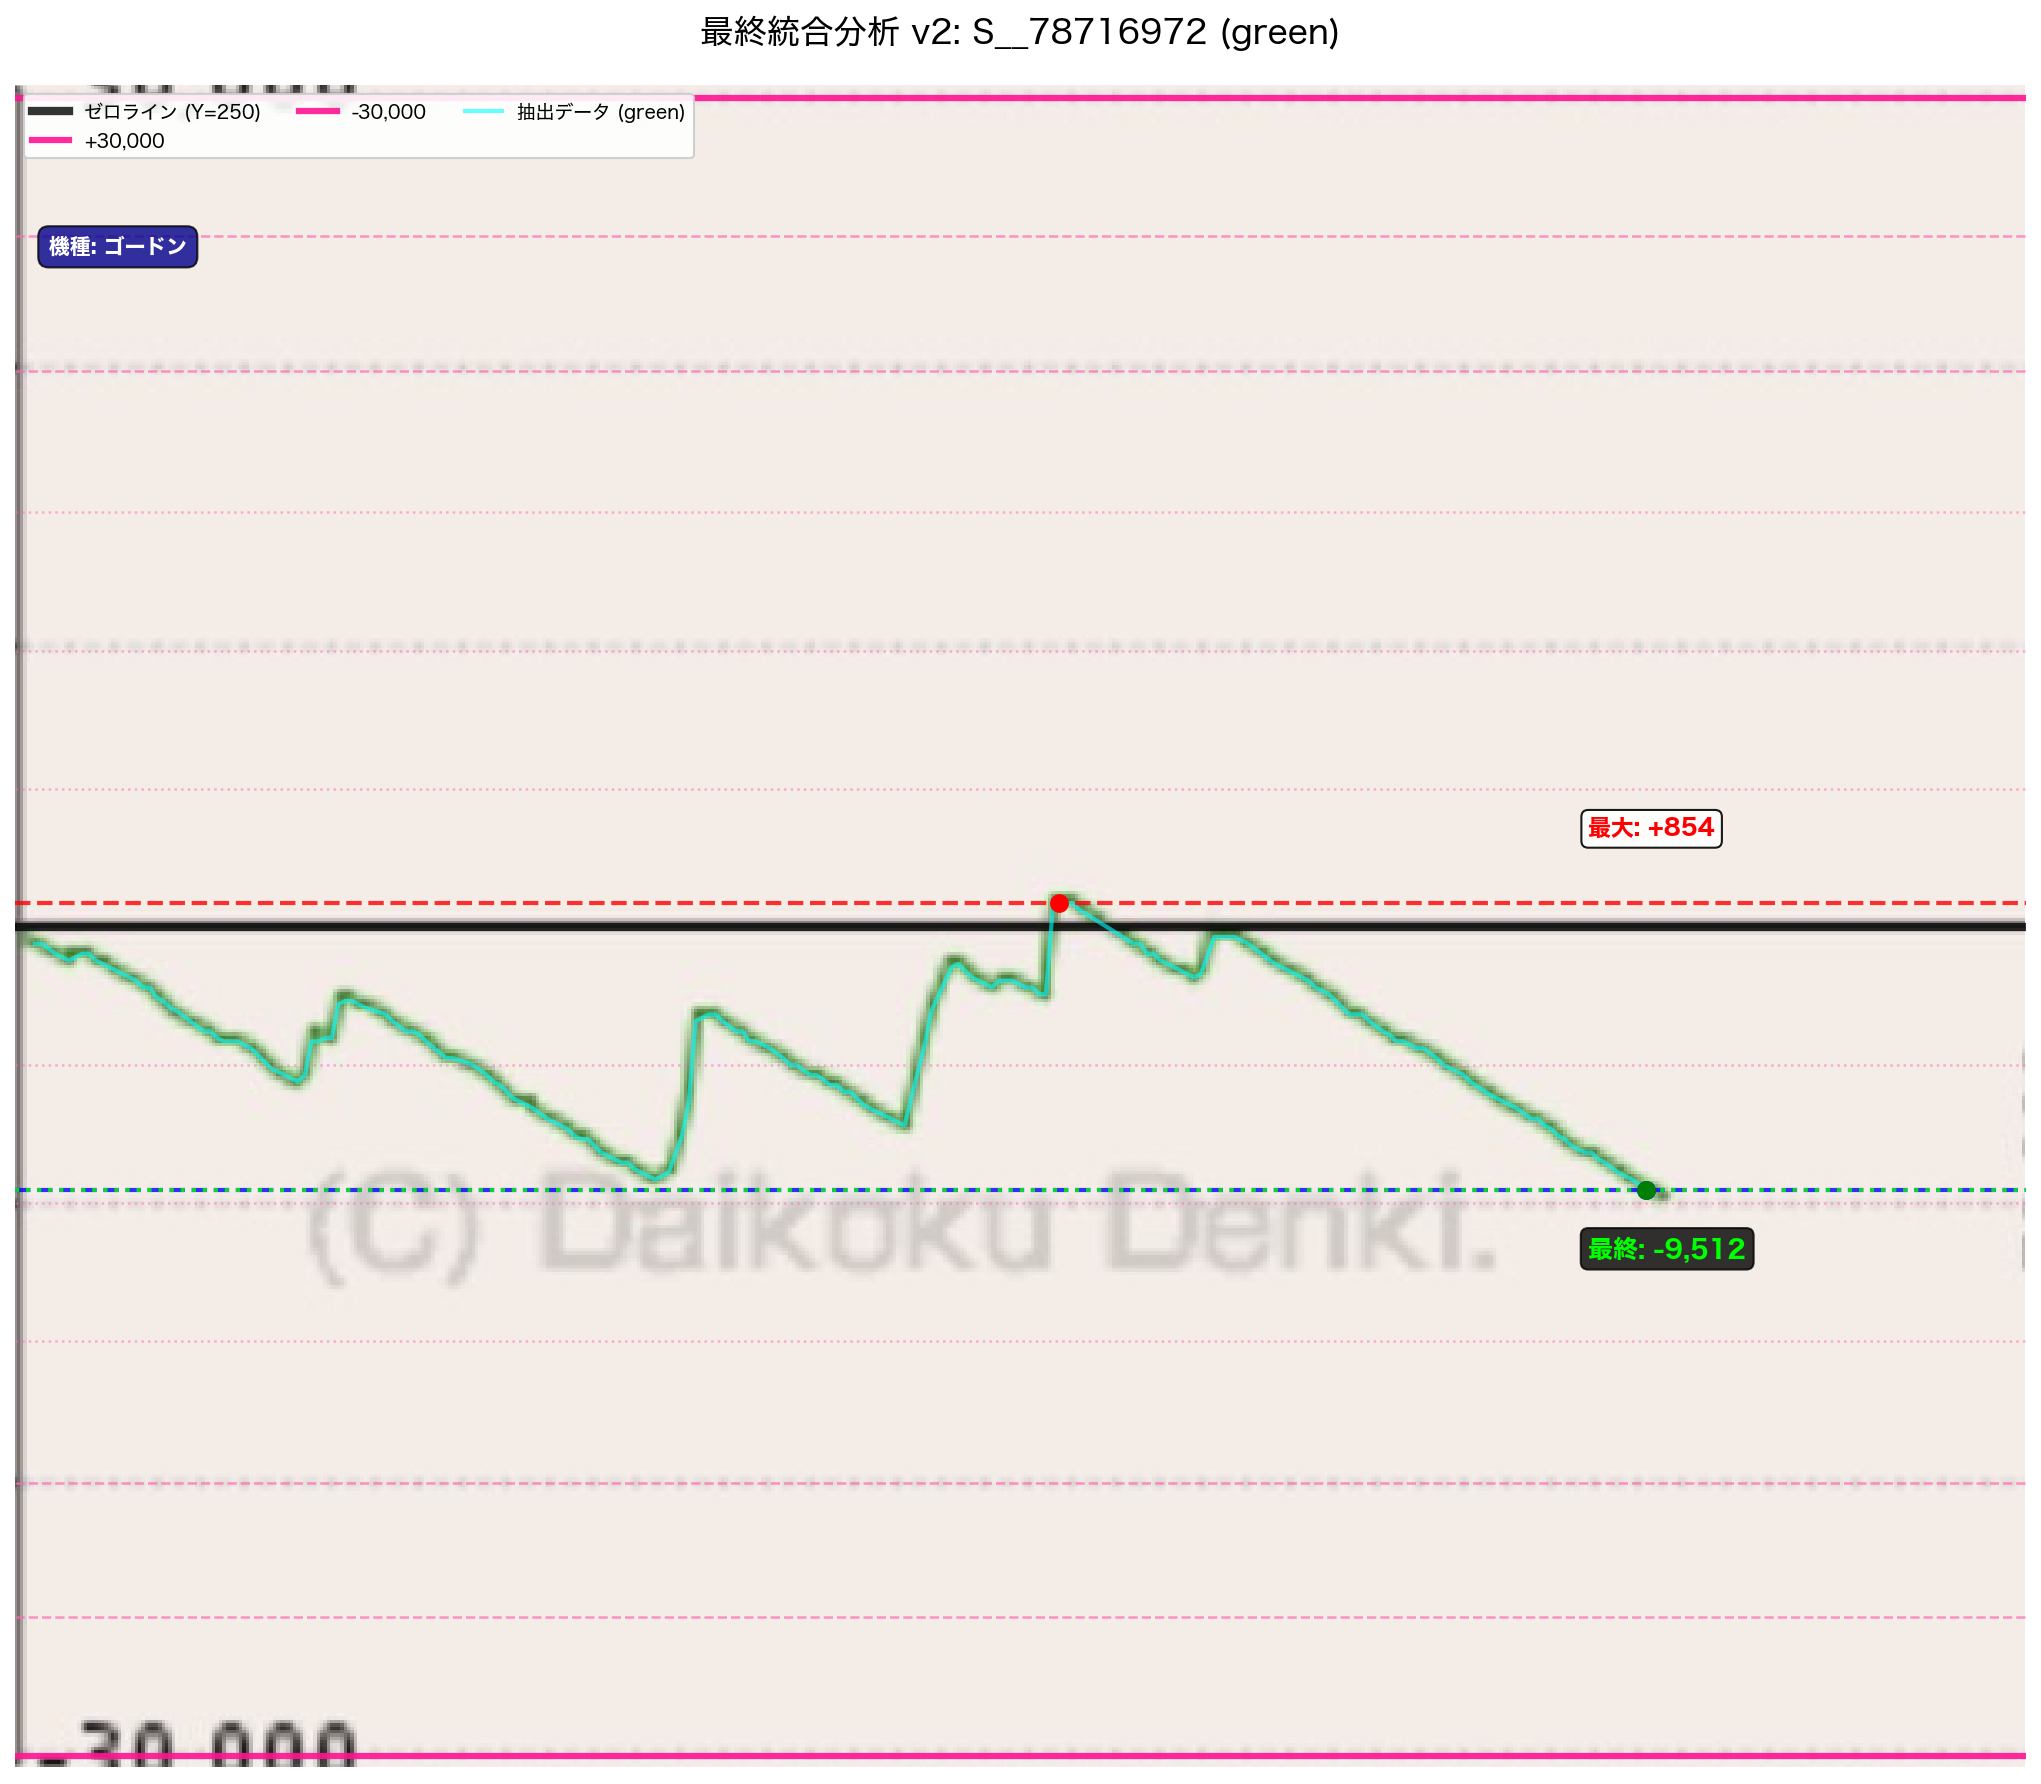 最終統合分析 v2: S__78716972 (green)
ゼロライン (Y=250)
-30,000
抽出データ (green)
+30,000
機種: ゴードン
最大: +854
(C) Daikoku Denki.
最終: -9,512
-30,000